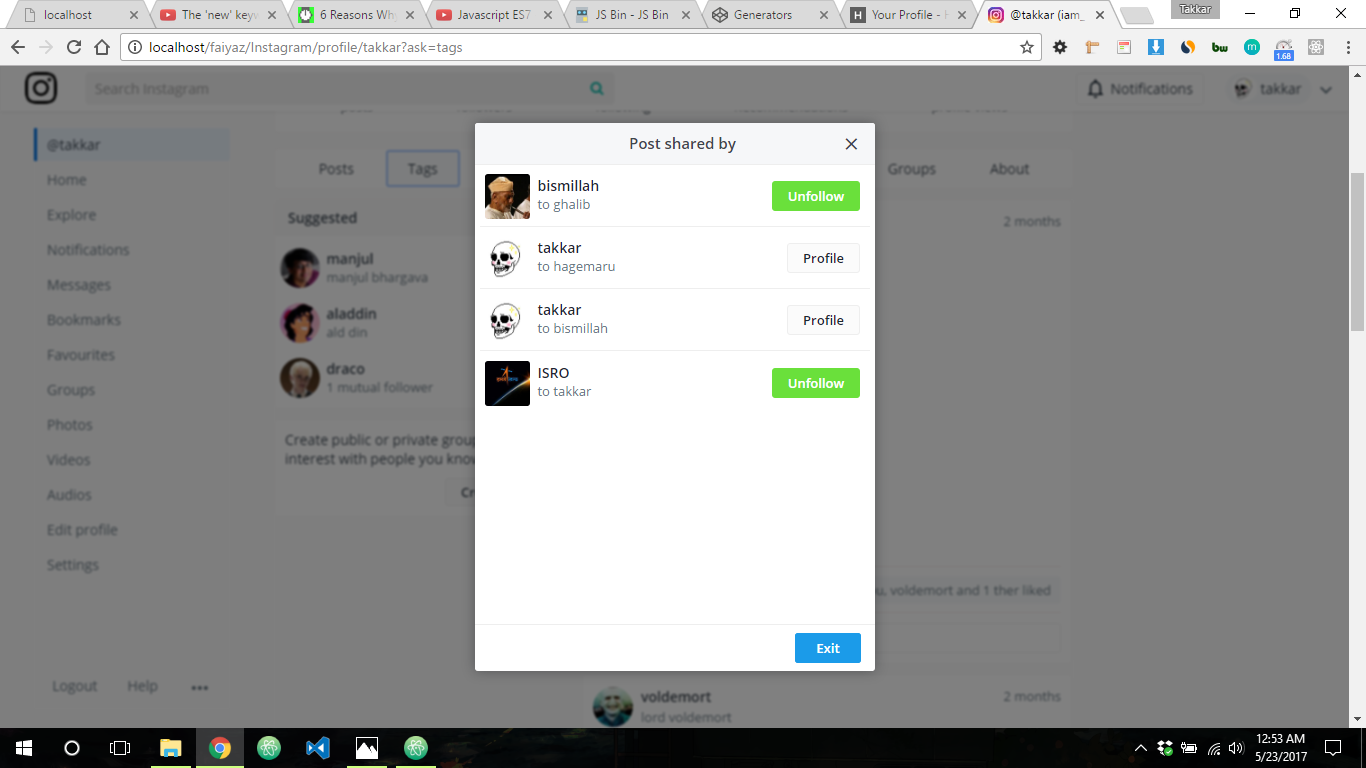 localhost
The 'new' keyw
6 Reasons Why
Javascript ES7
JS Bin - JS Bin
Generators
Your Profile - H
@takkar (iam_
Takkar
localhost/faiyaz/Instagram/profile/takkar?ask=tags
bw
m
1.68
Search Instagram
Notifications
takkar
@takkar
Home
Explore
Notifications
Messages
Bookmarks
Favourites
Groups
Photos
Videos
Audios
Edit profile
Settings
Logout
Help
Posts
Tags
Groups
About
Suggested
manjul
manjul bhargava
aladdin
ald din
draco
1 mutual follower
Create public or private group
interest with people you know
Cr
Post shared by
bismillah
to ghalib
Unfollow
takkar
to hagemaru
Profile
takkar
to bismillah
Profile
ISRO
to takkar
Unfollow
Exit
2 months
u, voldemort and 1 ther liked
voldemort
lord voldemort
2 months
12:53 AM
5/23/2017